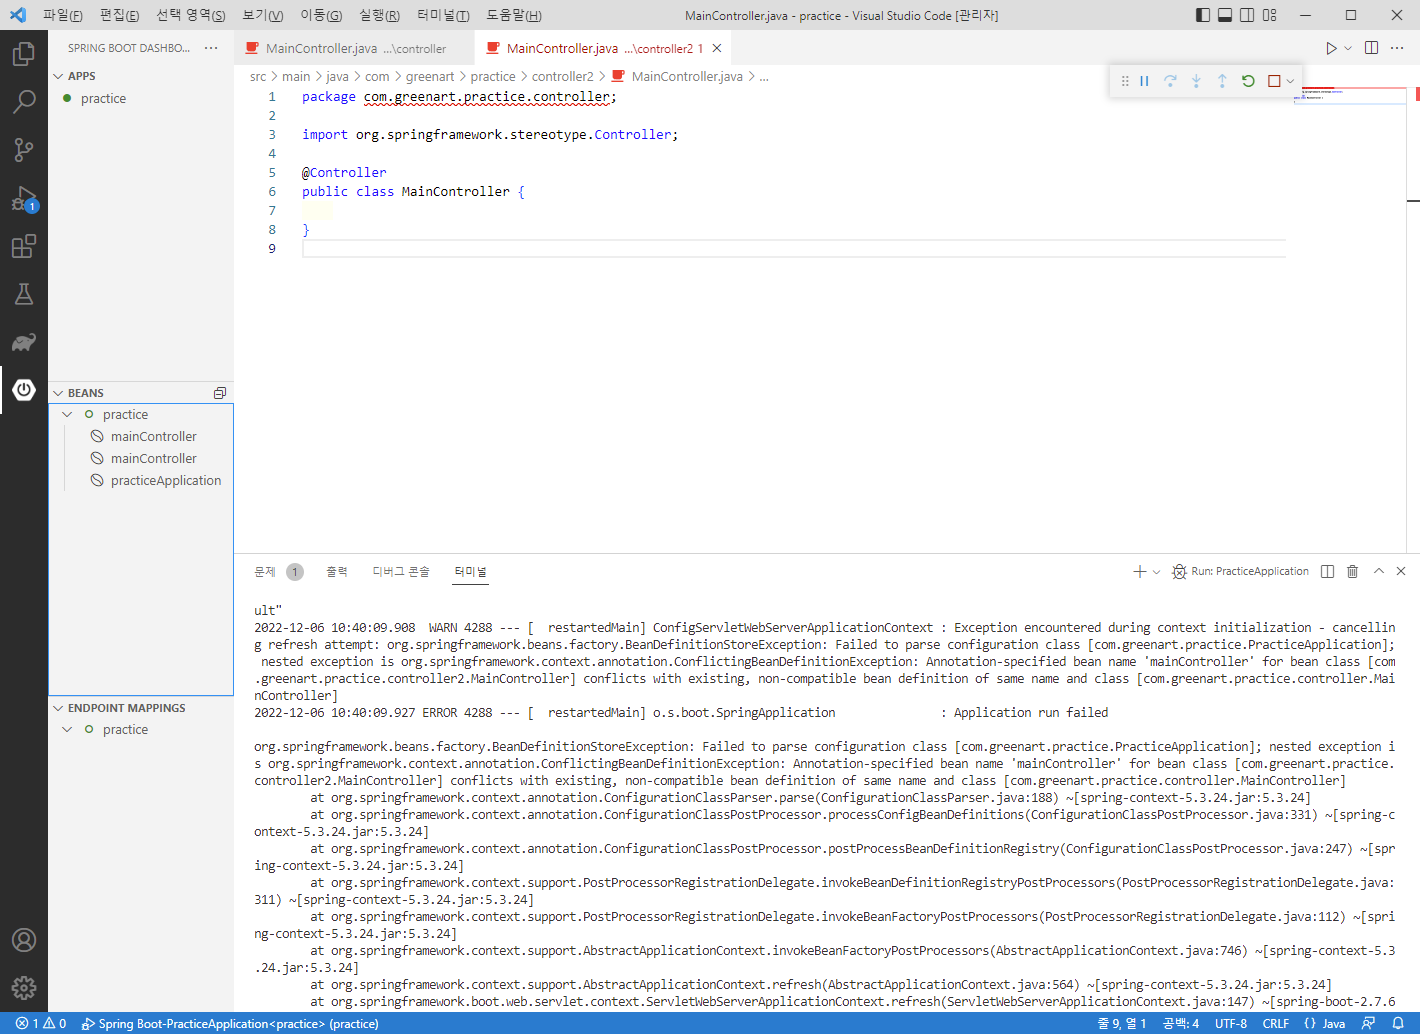 파일(F) 편집(E) 선택 영역(S) 보기(V) 이동(G) 실행(R) 터미널(T) 도움말(H) MainController.java - practice - Visual Studio Code [관리자]
SPRING BOOT DASHBO... ···
MainController.java ...\controller
MainController.java ...\controller2 1
APPS
practice
src > main > java > com > greenart > practice > controller2 > MainController.java > ...
1 package com.greenart.practice.controller;
2
3 import org.springframework.stereotype.Controller;
4
5 @Controller
6 public class MainController {
7
8 }
9
1
BEANS
practice
mainController
mainController
practiceApplication
ENDPOINT MAPPINGS
practice
문제 1 출력 디버그 콘솔 터미널 Run: PracticeApplication
ult"
2022-12-06 10:40:09.908  WARN 4288 --- [  restartedMain] ConfigServletWebServerApplicationContext : Exception encountered during context initialization - cancellin
g refresh attempt: org.springframework.beans.factory.BeanDefinitionStoreException: Failed to parse configuration class [com.greenart.practice.PracticeApplication];
 nested exception is org.springframework.context.annotation.ConflictingBeanDefinitionException: Annotation-specified bean name 'mainController' for bean class [com
.greenart.practice.controller2.MainController] conflicts with existing, non-compatible bean definition of same name and class [com.greenart.practice.controller.Mai
nController]
2022-12-06 10:40:09.927 ERROR 4288 --- [  restartedMain] o.s.boot.SpringApplication               : Application run failed
org.springframework.beans.factory.BeanDefinitionStoreException: Failed to parse configuration class [com.greenart.practice.PracticeApplication]; nested exception i
s org.springframework.context.annotation.ConflictingBeanDefinitionException: Annotation-specified bean name 'mainController' for bean class [com.greenart.practice.
controller2.MainController] conflicts with existing, non-compatible bean definition of same name and class [com.greenart.practice.controller.MainController]
at org.springframework.context.annotation.ConfigurationClassParser.parse(ConfigurationClassParser.java:188) ~[spring-context-5.3.24.jar:5.3.24]
at org.springframework.context.annotation.ConfigurationClassPostProcessor.processConfigBeanDefinitions(ConfigurationClassPostProcessor.java:331) ~[spring-c
ontext-5.3.24.jar:5.3.24]
at org.springframework.context.annotation.ConfigurationClassPostProcessor.postProcessBeanDefinitionRegistry(ConfigurationClassPostProcessor.java:247) ~[spr
ing-context-5.3.24.jar:5.3.24]
at org.springframework.context.support.PostProcessorRegistrationDelegate.invokeBeanDefinitionRegistryPostProcessors(PostProcessorRegistrationDelegate.java:
311) ~[spring-context-5.3.24.jar:5.3.24]
at org.springframework.context.support.PostProcessorRegistrationDelegate.invokeBeanFactoryPostProcessors(PostProcessorRegistrationDelegate.java:112) ~[spri
ng-context-5.3.24.jar:5.3.24]
at org.springframework.context.support.AbstractApplicationContext.invokeBeanFactoryPostProcessors(AbstractApplicationContext.java:746) ~[spring-context-5.3
.24.jar:5.3.24]
at org.springframework.context.support.AbstractApplicationContext.refresh(AbstractApplicationContext.java:564) ~[spring-context-5.3.24.jar:5.3.24]
at org.springframework.boot.web.servlet.context.ServletWebServerApplicationContext.refresh(ServletWebServerApplicationContext.java:147) ~[spring-boot-2.7.6
1 0 Spring Boot-PracticeApplication<practice> (practice) 줄 9, 열 1 공백: 4 UTF-8 CRLF {} Java